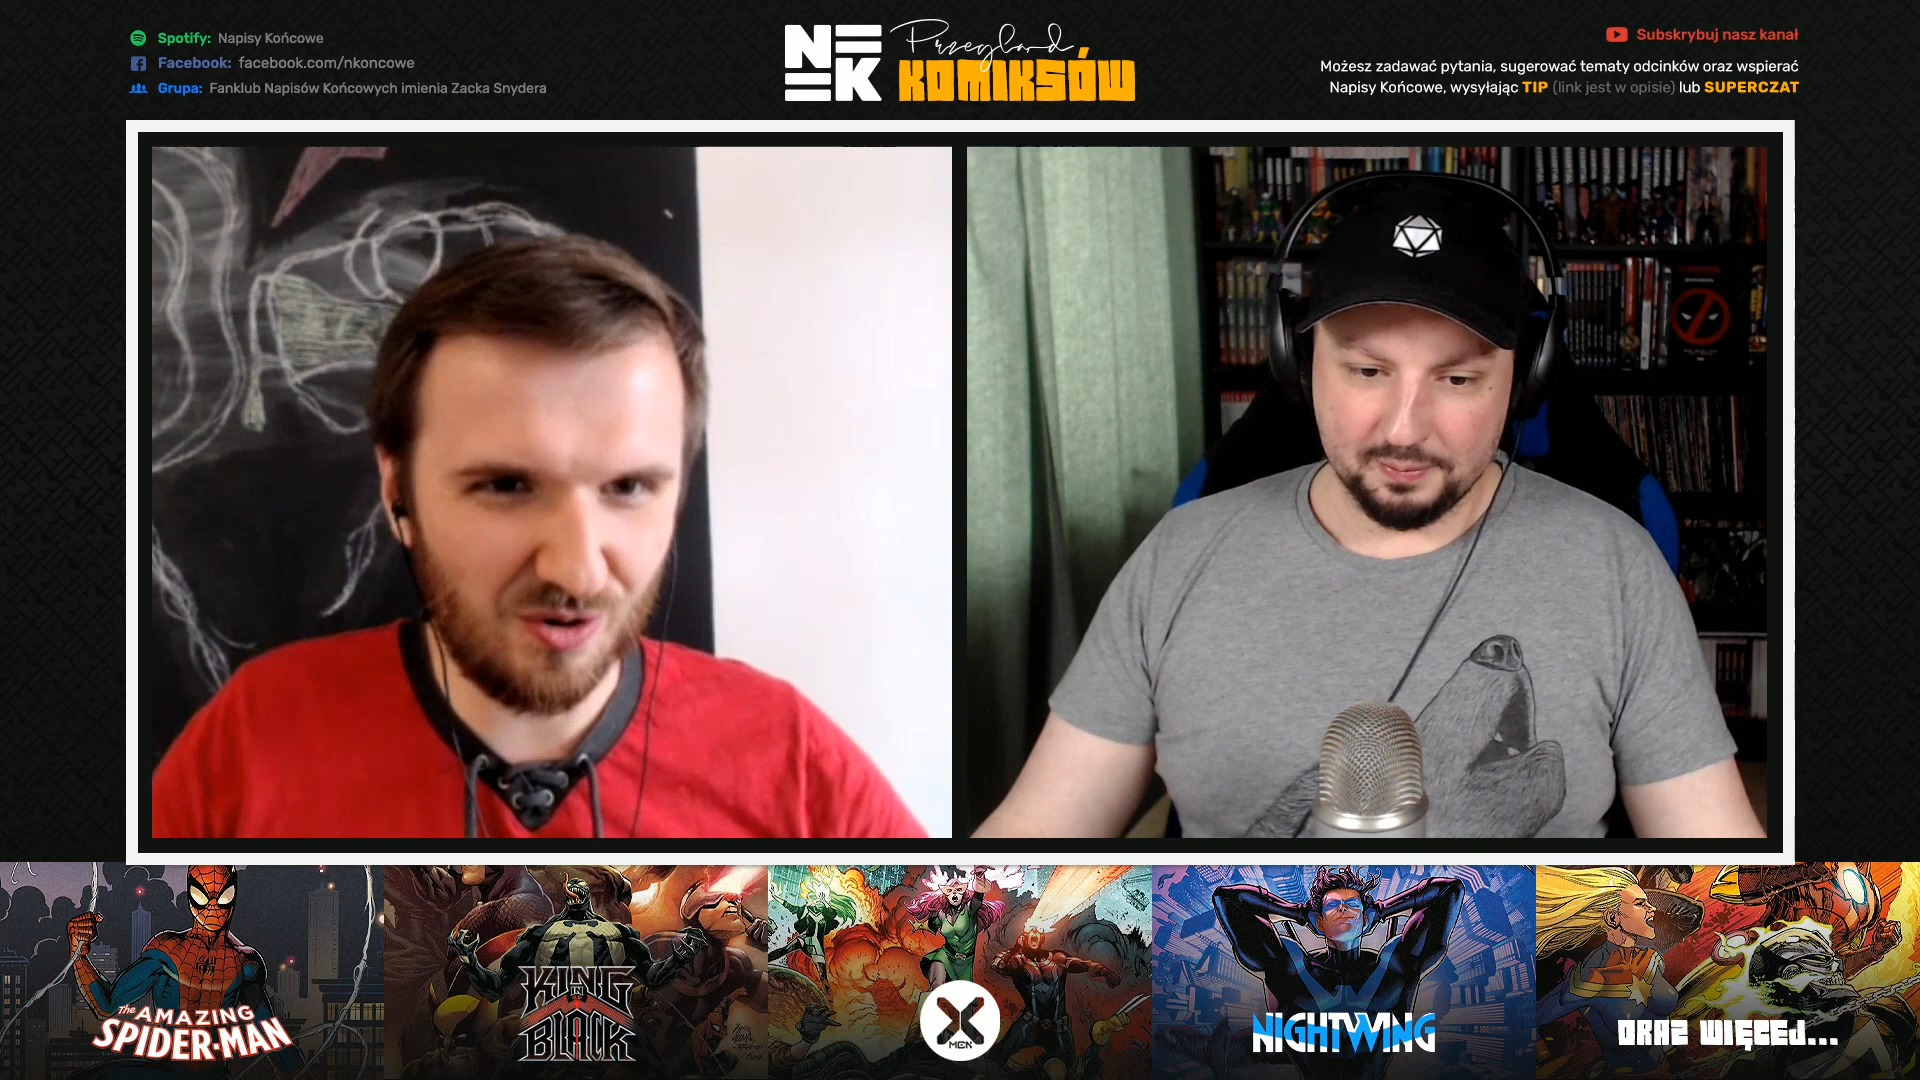 Spotify: Napisy Końcowe
Facebook: facebook.com/nkoncowe
Grupa: Fanklub Napisów Końcowych imienia Zacka Snydera
NK
Przegląd
KOMIKSÓW
Subskrybuj nasz kanał
Możesz zadawać pytania, sugerować tematy odcinków oraz wspierać
Napisy Końcowe, wysyłając TIP (link jest w opisie) lub SUPERCZAT
The AMAZING
SPIDER-MAN
KING
IN
BLACK
X
MEN
NIGHTWING
ORAZ WIĘCEJ...